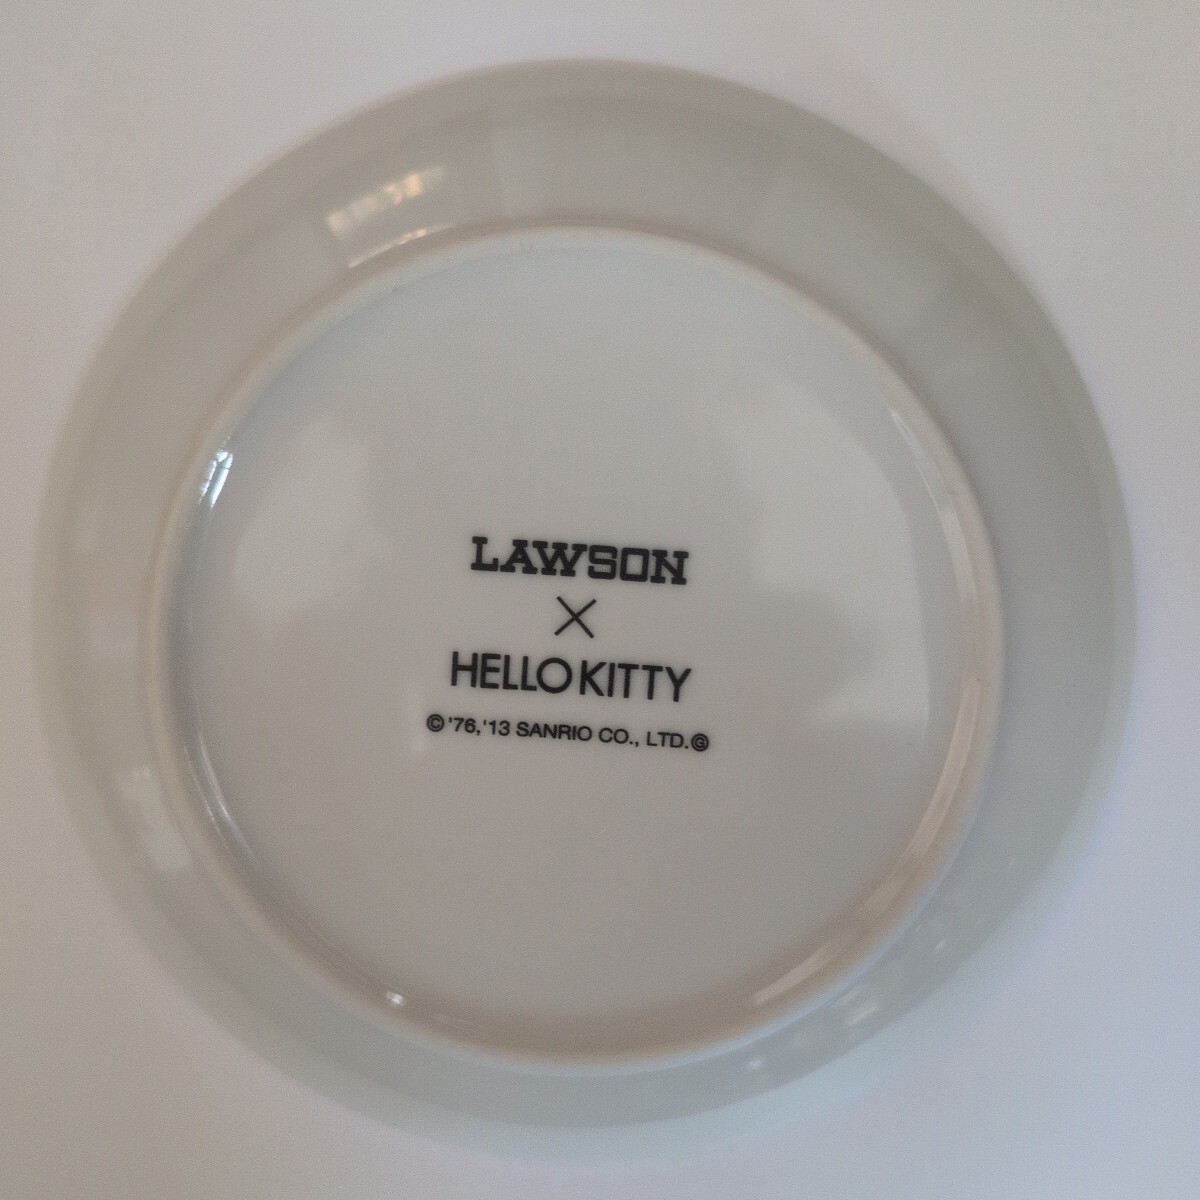 LAWSON
×
HELLO KITTY
© '76,'13 SANRIO CO., LTD.Ⓖ